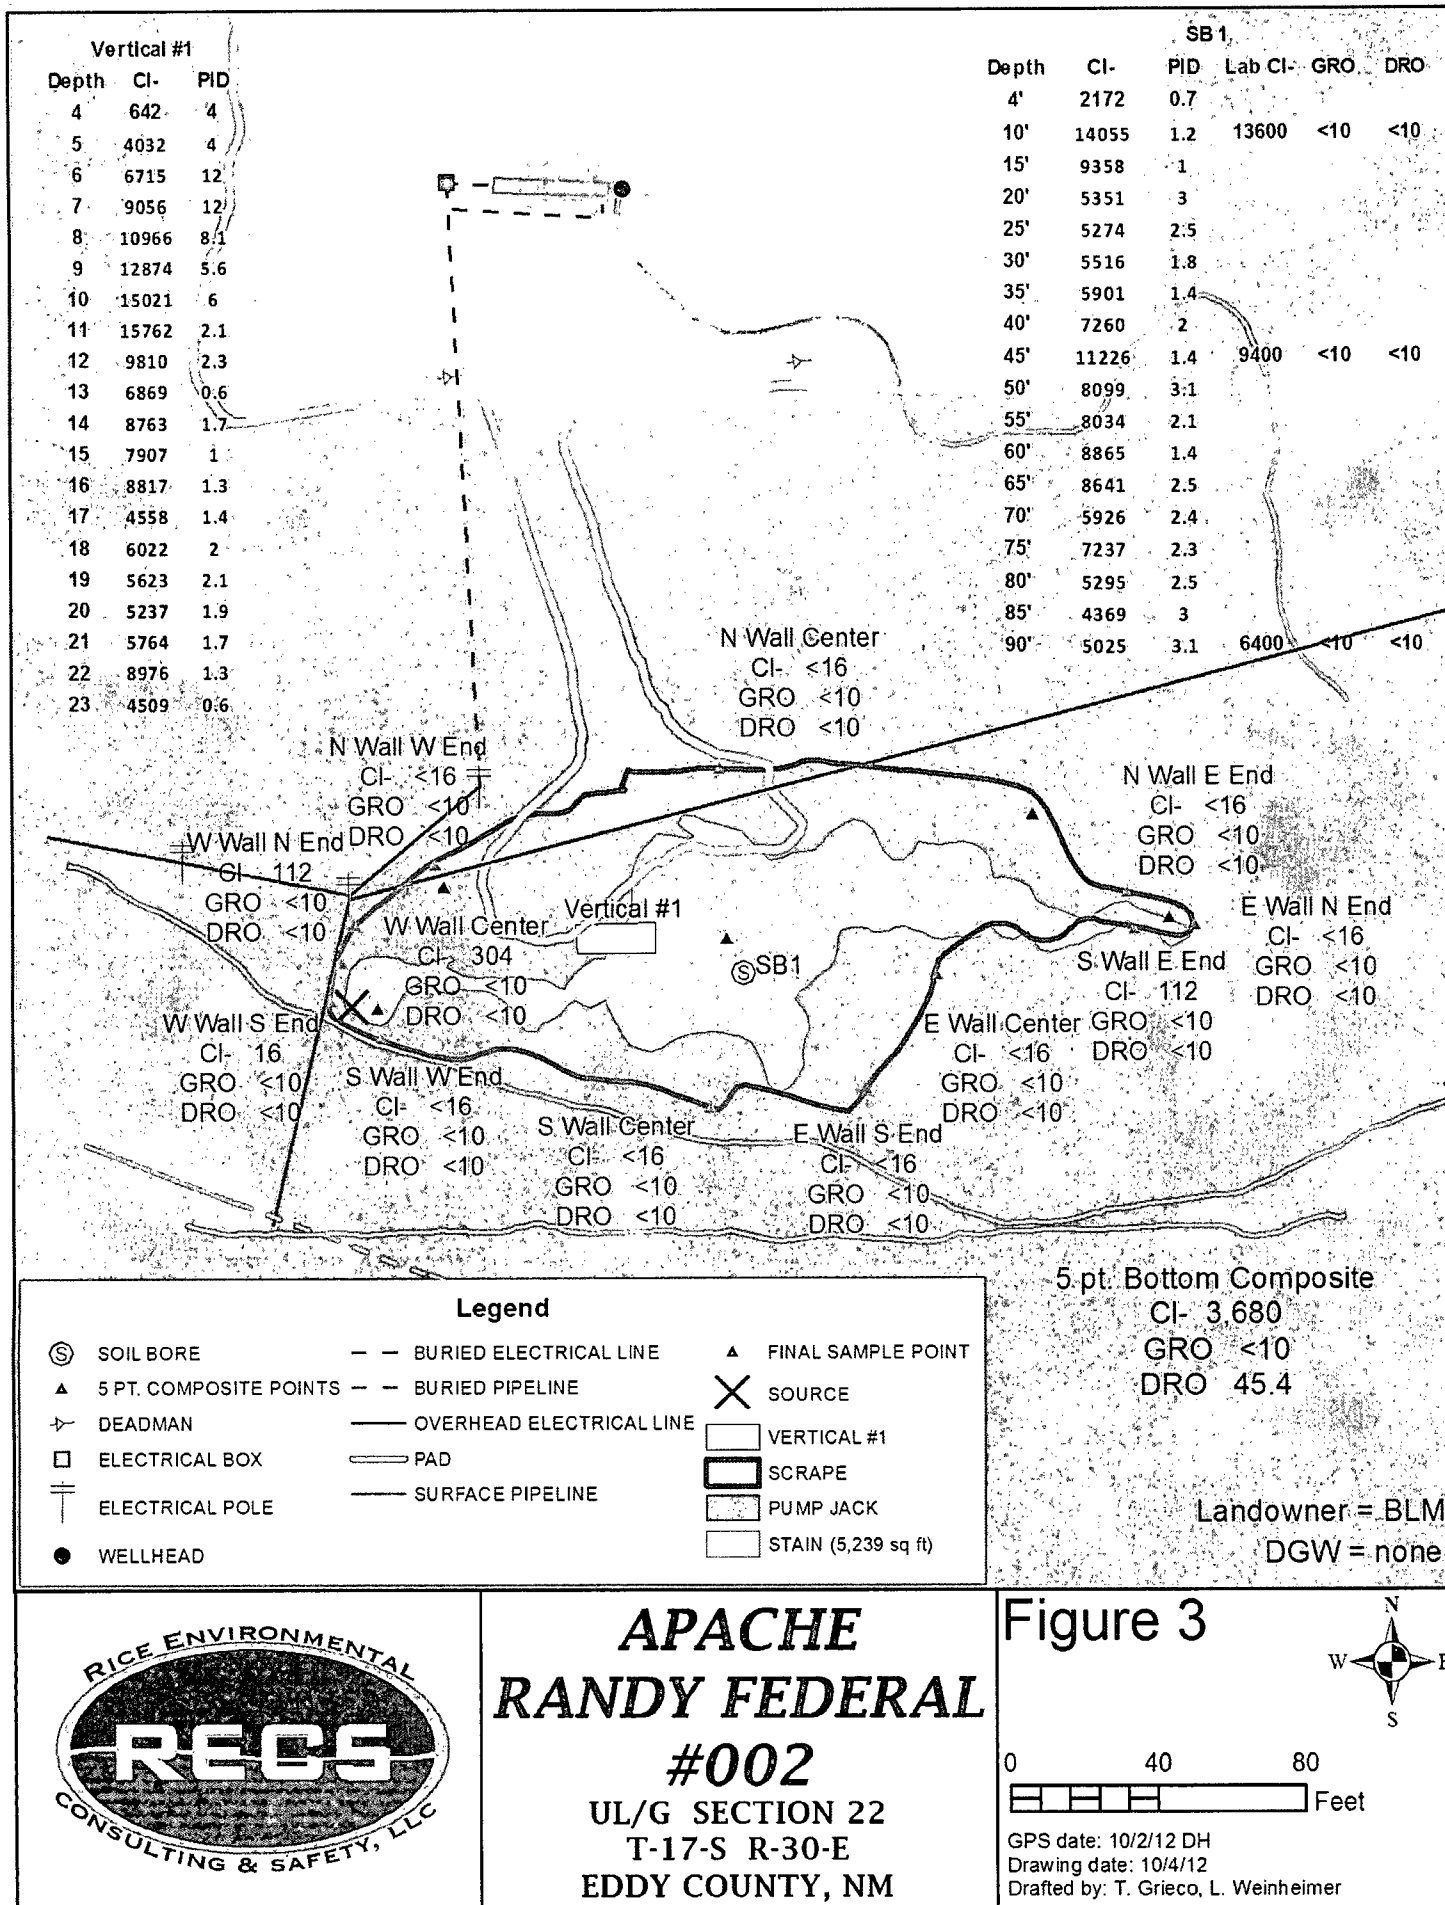 Vertical #1
Depth Cl- PID
4 642 4
5 4032 4
6 6715 12
7 9056 12
8 10966 8.1
9 12874 5.6
10 15021 6
11 15762 2.1
12 9810 2.3
13 6869 0.6
14 8763 1.7
15 7907 1
16 8817 1.3
17 4558 1.4
18 6022 2
19 5623 2.1
20 5237 1.9
21 5764 1.7
22 8976 1.3
23 4509 0.6
SB1
Depth Cl- PID Lab Cl- GRO DRO
4' 2172 0.7
10' 14055 1.2 13600 <10 <10
15' 9358 1
20' 5351 3
25' 5274 2.5
30' 5516 1.8
35' 5901 1.4
40' 7260 2
45' 11226 1.4 9400 <10 <10
50' 8099 3.1
55' 8034 2.1
60' 8865 1.4
65' 8641 2.5
70' 5926 2.4
75' 7237 2.3
80' 5295 2.5
85' 4369 3
90' 5025 3.1 6400 <10 <10
N Wall Center
Cl- <16
GRO <10
DRO <10
N Wall W End
Cl- <16
GRO <10
DRO <10
N Wall E End
Cl- <16
GRO <10
DRO <10
W Wall N End
Cl- 112
GRO <10
DRO <10
W Wall Center
Cl- 304
GRO <10
DRO <10
Vertical #1
SB1
E Wall N End
Cl- <16
GRO <10
DRO <10
S Wall E End
Cl- 112
GRO <10
DRO <10
W Wall S End
Cl- 16
GRO <10
DRO <10
E Wall Center
Cl- <16
GRO <10
DRO <10
S Wall W End
Cl- <16
GRO <10
DRO <10
S Wall Center
Cl- <16
GRO <10
DRO <10
E Wall S End
Cl- <16
GRO <10
DRO <10
5 pt. Bottom Composite
Cl- 3,680
GRO <10
DRO 45.4
Legend
SOIL BORE
5 PT. COMPOSITE POINTS
DEADMAN
ELECTRICAL BOX
ELECTRICAL POLE
WELLHEAD
BURIED ELECTRICAL LINE
BURIED PIPELINE
OVERHEAD ELECTRICAL LINE
PAD
SURFACE PIPELINE
FINAL SAMPLE POINT
SOURCE
VERTICAL #1
SCRAPE
PUMP JACK
STAIN (5,239 sq ft)
Landowner = BLM
DGW = none
RICE ENVIRONMENTAL
RECS
CONSULTING & SAFETY, LLC
APACHE
RANDY FEDERAL
#002
UL/G SECTION 22
T-17-S R-30-E
EDDY COUNTY, NM
Figure 3
N
W E
S
0 40 80
Feet
GPS date: 10/2/12 DH
Drawing date: 10/4/12
Drafted by: T. Grieco, L. Weinheimer